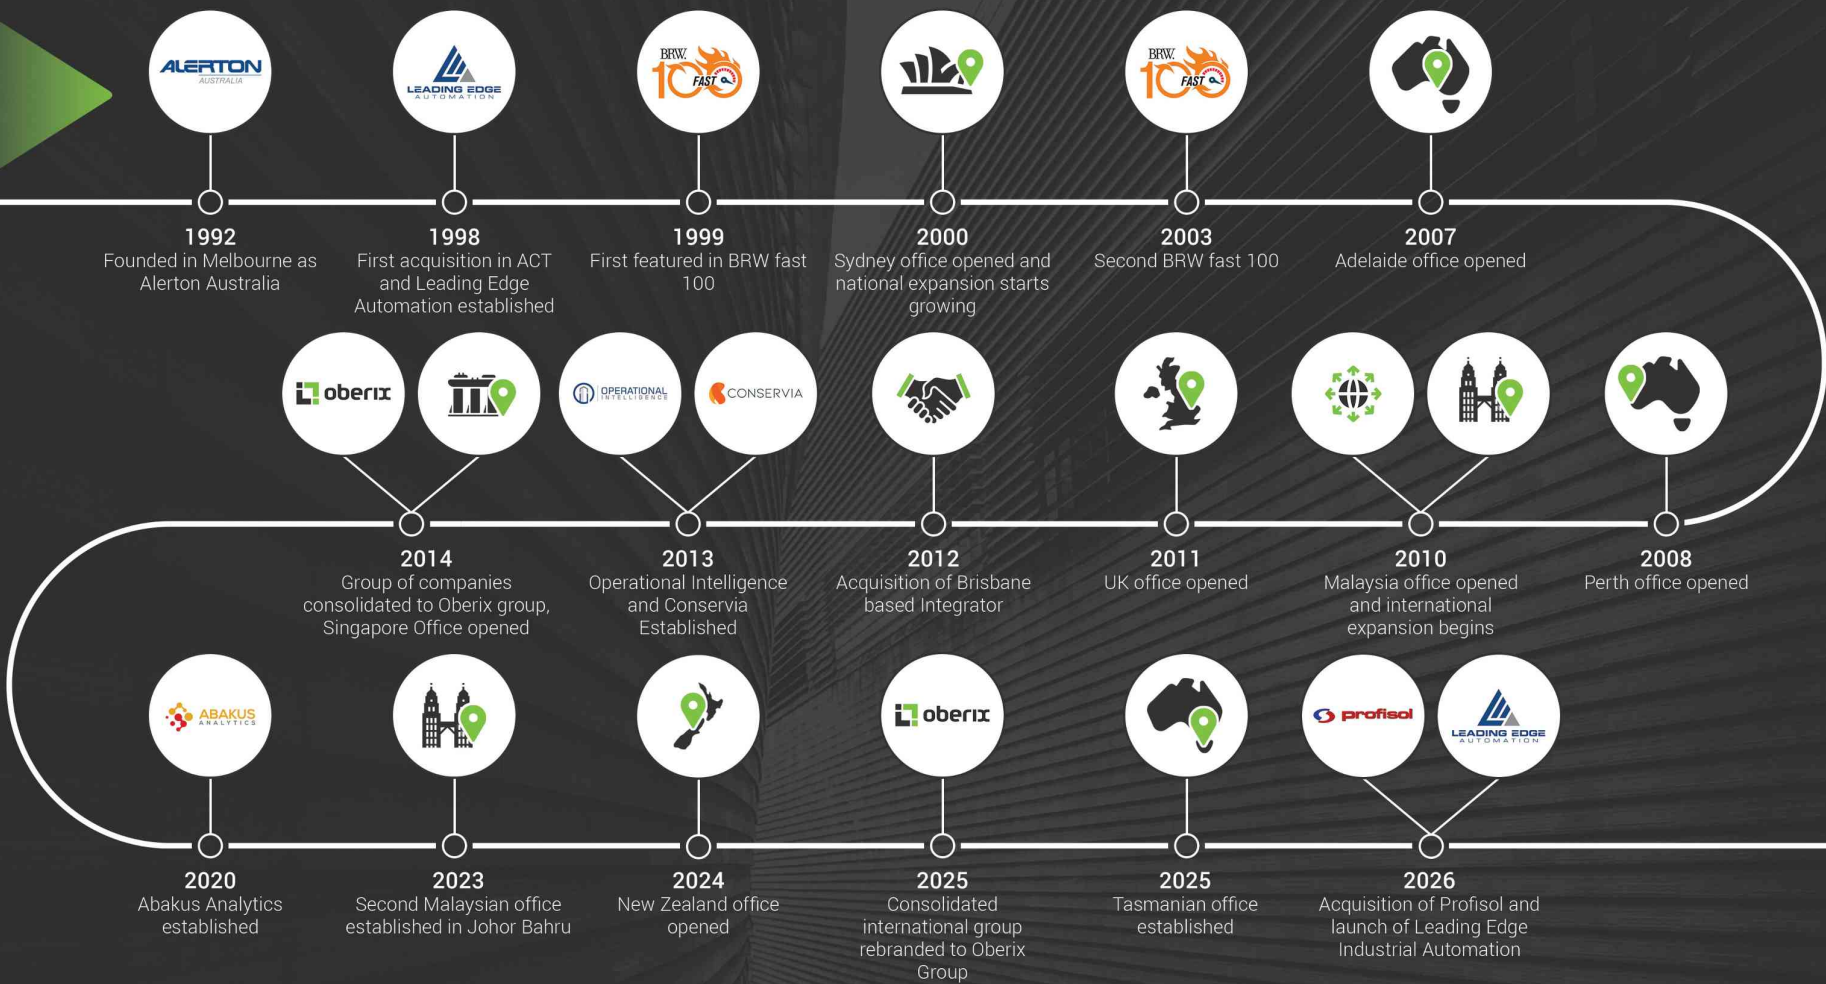 ALERTON
AUSTRALIA
LEADING EDGE
AUTOMATION
BRW.
100
FAST
BRW.
100
FAST
1992
Founded in Melbourne as
Alerton Australia
1998
First acquisition in ACT
and Leading Edge
Automation established
1999
First featured in BRW fast
100
2000
Sydney office opened and
national expansion starts
growing
2003
Second BRW fast 100
2007
Adelaide office opened
oberix
OPERATIONAL
INTELLIGENCE
CONSERVIA
2014
Group of companies
consolidated to Oberix group,
Singapore Office opened
2013
Operational Intelligence
and Conservia
Established
2012
Acquisition of Brisbane
based Integrator
2011
UK office opened
2010
Malaysia office opened
and international
expansion begins
2008
Perth office opened
ABAKUS
ANALYTICS
oberix
profisol
LEADING EDGE
AUTOMATION
2020
Abakus Analytics
established
2023
Second Malaysian office
established in Johor Bahru
2024
New Zealand office
opened
2025
Consolidated
international group
rebranded to Oberix
Group
2025
Tasmanian office
established
2026
Acquisition of Profisol and
launch of Leading Edge
Industrial Automation